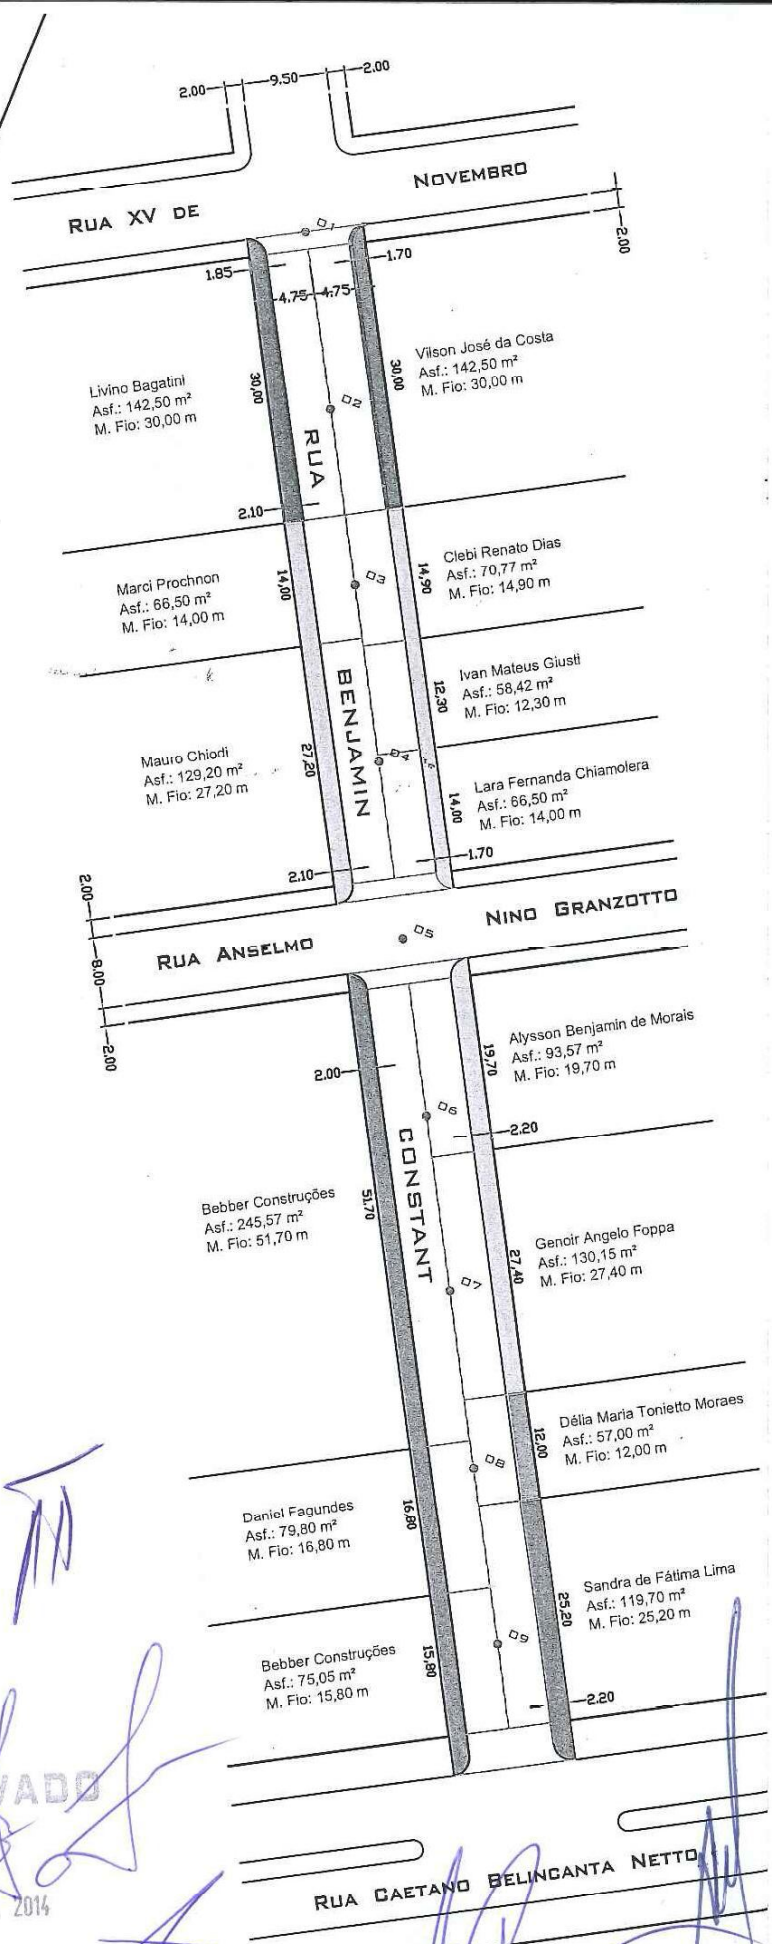 2.00 9.50 2.00
RUA XV DE NOVEMBRO
2.00
1
1.85 1.70
4.75 4.75
Livino Bagatini
Asf.: 142,50 m²
M. Fio: 30,00 m
30,00
30,00
Vilson José da Costa
Asf.: 142,50 m²
M. Fio: 30,00 m
2
RUA
2.10
Marci Prochnon
Asf.: 66,50 m²
M. Fio: 14,00 m
14,00
3
14,90
Clebi Renato Dias
Asf.: 70,77 m²
M. Fio: 14,90 m
BENJAMIN
12,30
Ivan Mateus Giusti
Asf.: 58,42 m²
M. Fio: 12,30 m
Mauro Chiodi
Asf.: 129,20 m²
M. Fio: 27,20 m
27,20
4
14,00
Lara Fernanda Chiamolera
Asf.: 66,50 m²
M. Fio: 14,00 m
2.10 1.70
2.00
8.00
2.00
RUA ANSELMO NINO GRANZOTTO
5
19,70
Alysson Benjamin de Morais
Asf.: 93,57 m²
M. Fio: 19,70 m
2.00
6
2.20
CONSTANT
Bebber Construções
Asf.: 245,57 m²
M. Fio: 51,70 m
51,70
7
27,40
Genoir Angelo Foppa
Asf.: 130,15 m²
M. Fio: 27,40 m
12,00
Délia Maria Tonietto Moraes
Asf.: 57,00 m²
M. Fio: 12,00 m
8
Daniel Fagundes
Asf.: 79,80 m²
M. Fio: 16,80 m
16,80
25,20
Sandra de Fátima Lima
Asf.: 119,70 m²
M. Fio: 25,20 m
9
Bebber Construções
Asf.: 75,05 m²
M. Fio: 15,80 m
15,80
2.20
VADO
2014
RUA CAETANO BELINCANTA NETTO